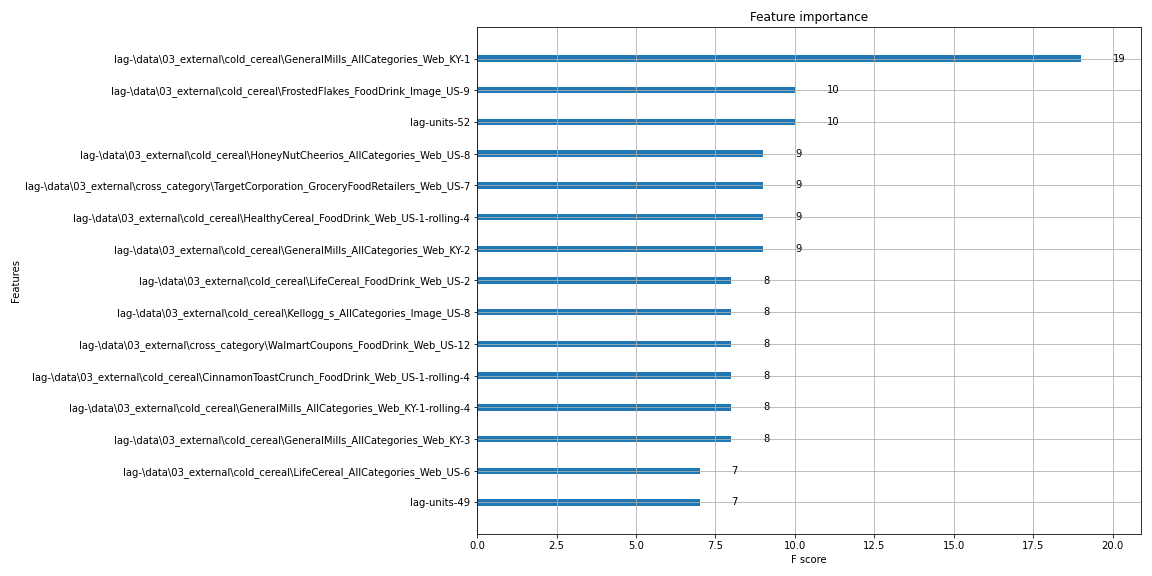 Feature importance
lag-\data\03_external\cold_cereal\GeneralMills_AllCategories_Web_KY-1 19
lag-\data\03_external\cold_cereal\FrostedFlakes_FoodDrink_Image_US-9 10
lag-units-52 10
lag-\data\03_external\cold_cereal\HoneyNutCheerios_AllCategories_Web_US-8 9
lag-\data\03_external\cross_category\TargetCorporation_GroceryFoodRetailers_Web_US-7 9
lag-\data\03_external\cold_cereal\HealthyCereal_FoodDrink_Web_US-1-rolling-4 9
lag-\data\03_external\cold_cereal\GeneralMills_AllCategories_Web_KY-2 9
lag-\data\03_external\cold_cereal\LifeCereal_FoodDrink_Web_US-2 8
lag-\data\03_external\cold_cereal\Kellogg_s_AllCategories_Image_US-8 8
lag-\data\03_external\cross_category\WalmartCoupons_FoodDrink_Web_US-12 8
lag-\data\03_external\cold_cereal\CinnamonToastCrunch_FoodDrink_Web_US-1-rolling-4 8
lag-\data\03_external\cold_cereal\GeneralMills_AllCategories_Web_KY-1-rolling-4 8
lag-\data\03_external\cold_cereal\GeneralMills_AllCategories_Web_KY-3 8
lag-\data\03_external\cold_cereal\LifeCereal_AllCategories_Web_US-6 7
lag-units-49 7
Features
0.0 2.5 5.0 7.5 10.0 12.5 15.0 17.5 20.0
F score